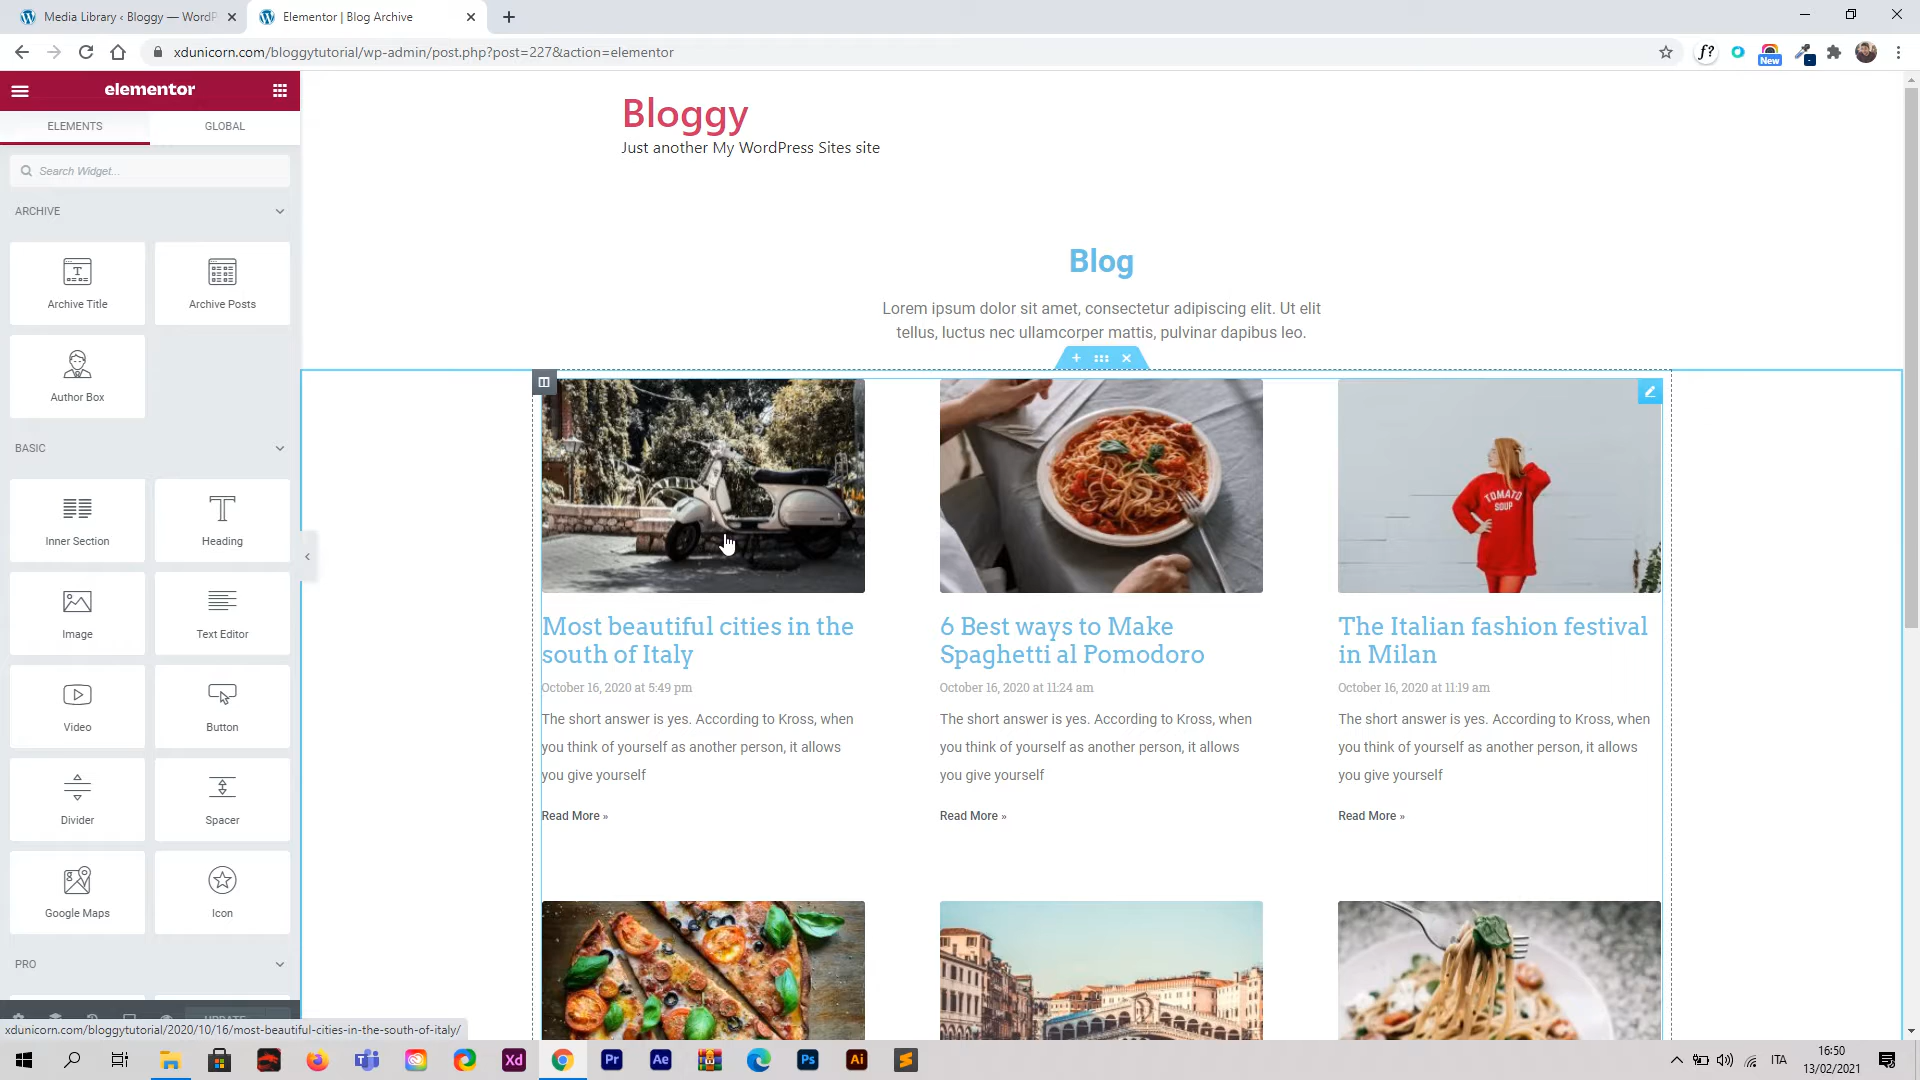 Media Library ‹ Bloggy — WordP
Elementor | Blog Archive
xdunicorn.com/bloggytutorial/wp-admin/post.php?post=227&action=elementor
f?
New
elementor
ELEMENTS
GLOBAL
Search Widget...
ARCHIVE
Archive Title
Archive Posts
Author Box
BASIC
Inner Section
Heading
Image
Text Editor
Video
Button
Divider
Spacer
Google Maps
Icon
PRO
UPDATE
xdunicorn.com/bloggytutorial/2020/10/16/most-beautiful-cities-in-the-south-of-italy/
Bloggy
Just another My WordPress Sites site
Blog
Lorem ipsum dolor sit amet, consectetur adipiscing elit. Ut elit
tellus, luctus nec ullamcorper mattis, pulvinar dapibus leo.
Most beautiful cities in the
south of Italy
October 16, 2020 at 5:49 pm
The short answer is yes. According to Kross, when
you think of yourself as another person, it allows
you give yourself
Read More »
6 Best ways to Make
Spaghetti al Pomodoro
October 16, 2020 at 11:24 am
The short answer is yes. According to Kross, when
you think of yourself as another person, it allows
you give yourself
Read More »
TOMATO
SOUP
The Italian fashion festival
in Milan
October 16, 2020 at 11:19 am
The short answer is yes. According to Kross, when
you think of yourself as another person, it allows
you give yourself
Read More »
Xd
Pr
Ae
Ps
Ai
ITA
16:50
13/02/2021